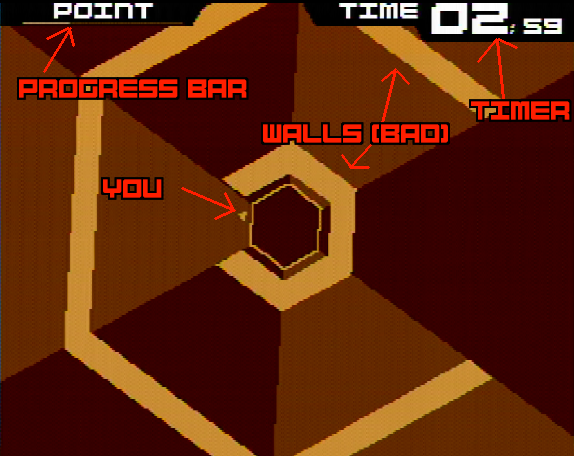 POINT
TIME 02:59
PROGRESS BAR
TIMER
WALLS (BAD)
YOU